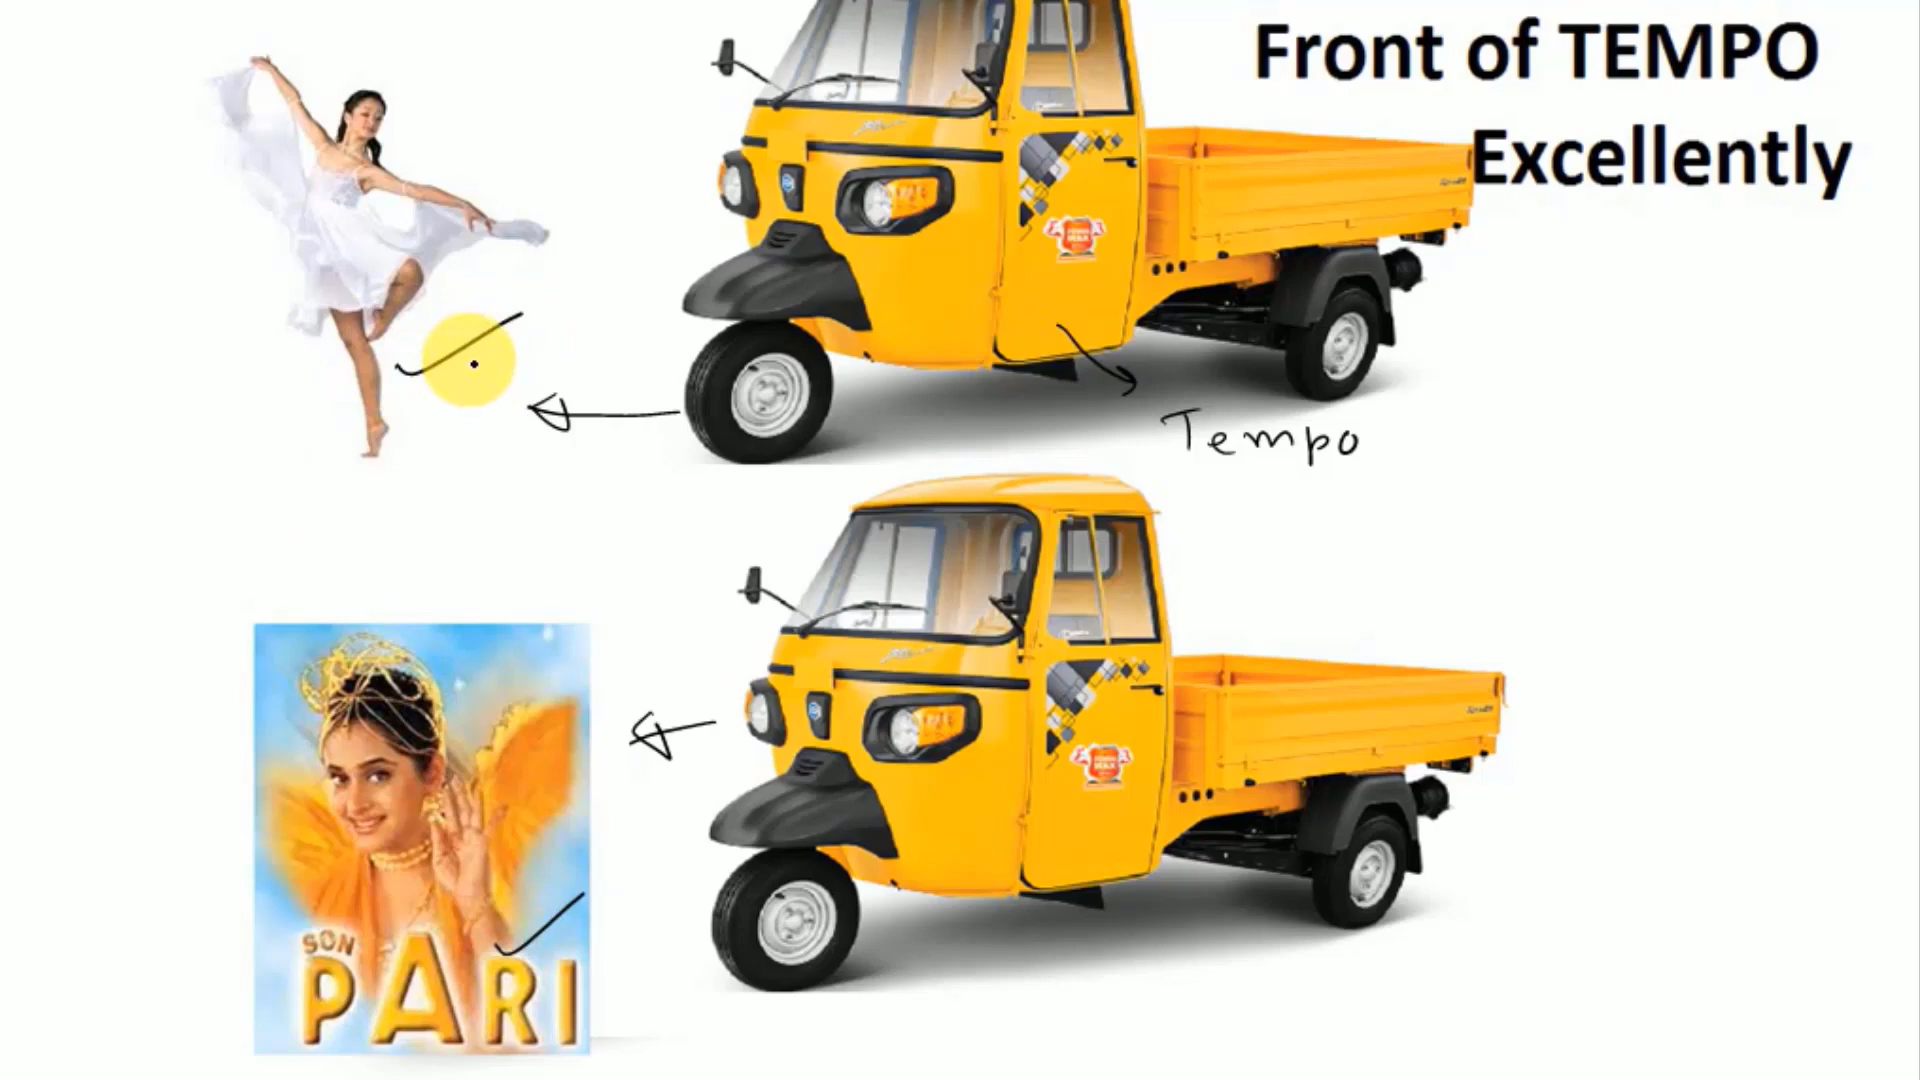 Front of TEMPO
Excellently
Tempo
SON
PARI